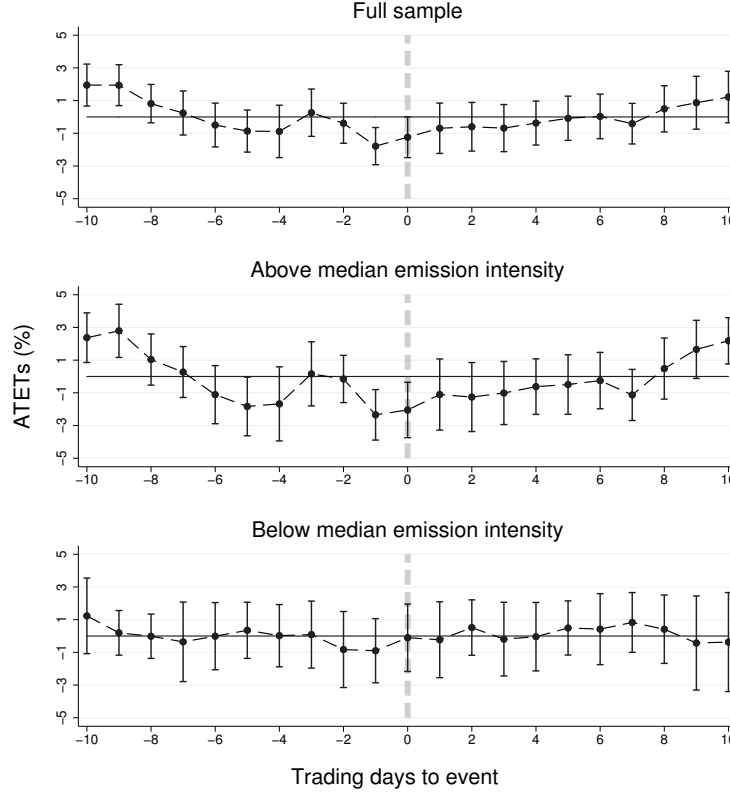 Full sample
5
3
1
−1
−3
−5
−10 −8 −6 −4 −2 0 2 4 6 8 10
Above median emission intensity
ATETs (%)
5
3
1
−1
−3
−5
−10 −8 −6 −4 −2 0 2 4 6 8 10
Below median emission intensity
5
3
1
−1
−3
−5
−10 −8 −6 −4 −2 0 2 4 6 8 10
Trading days to event